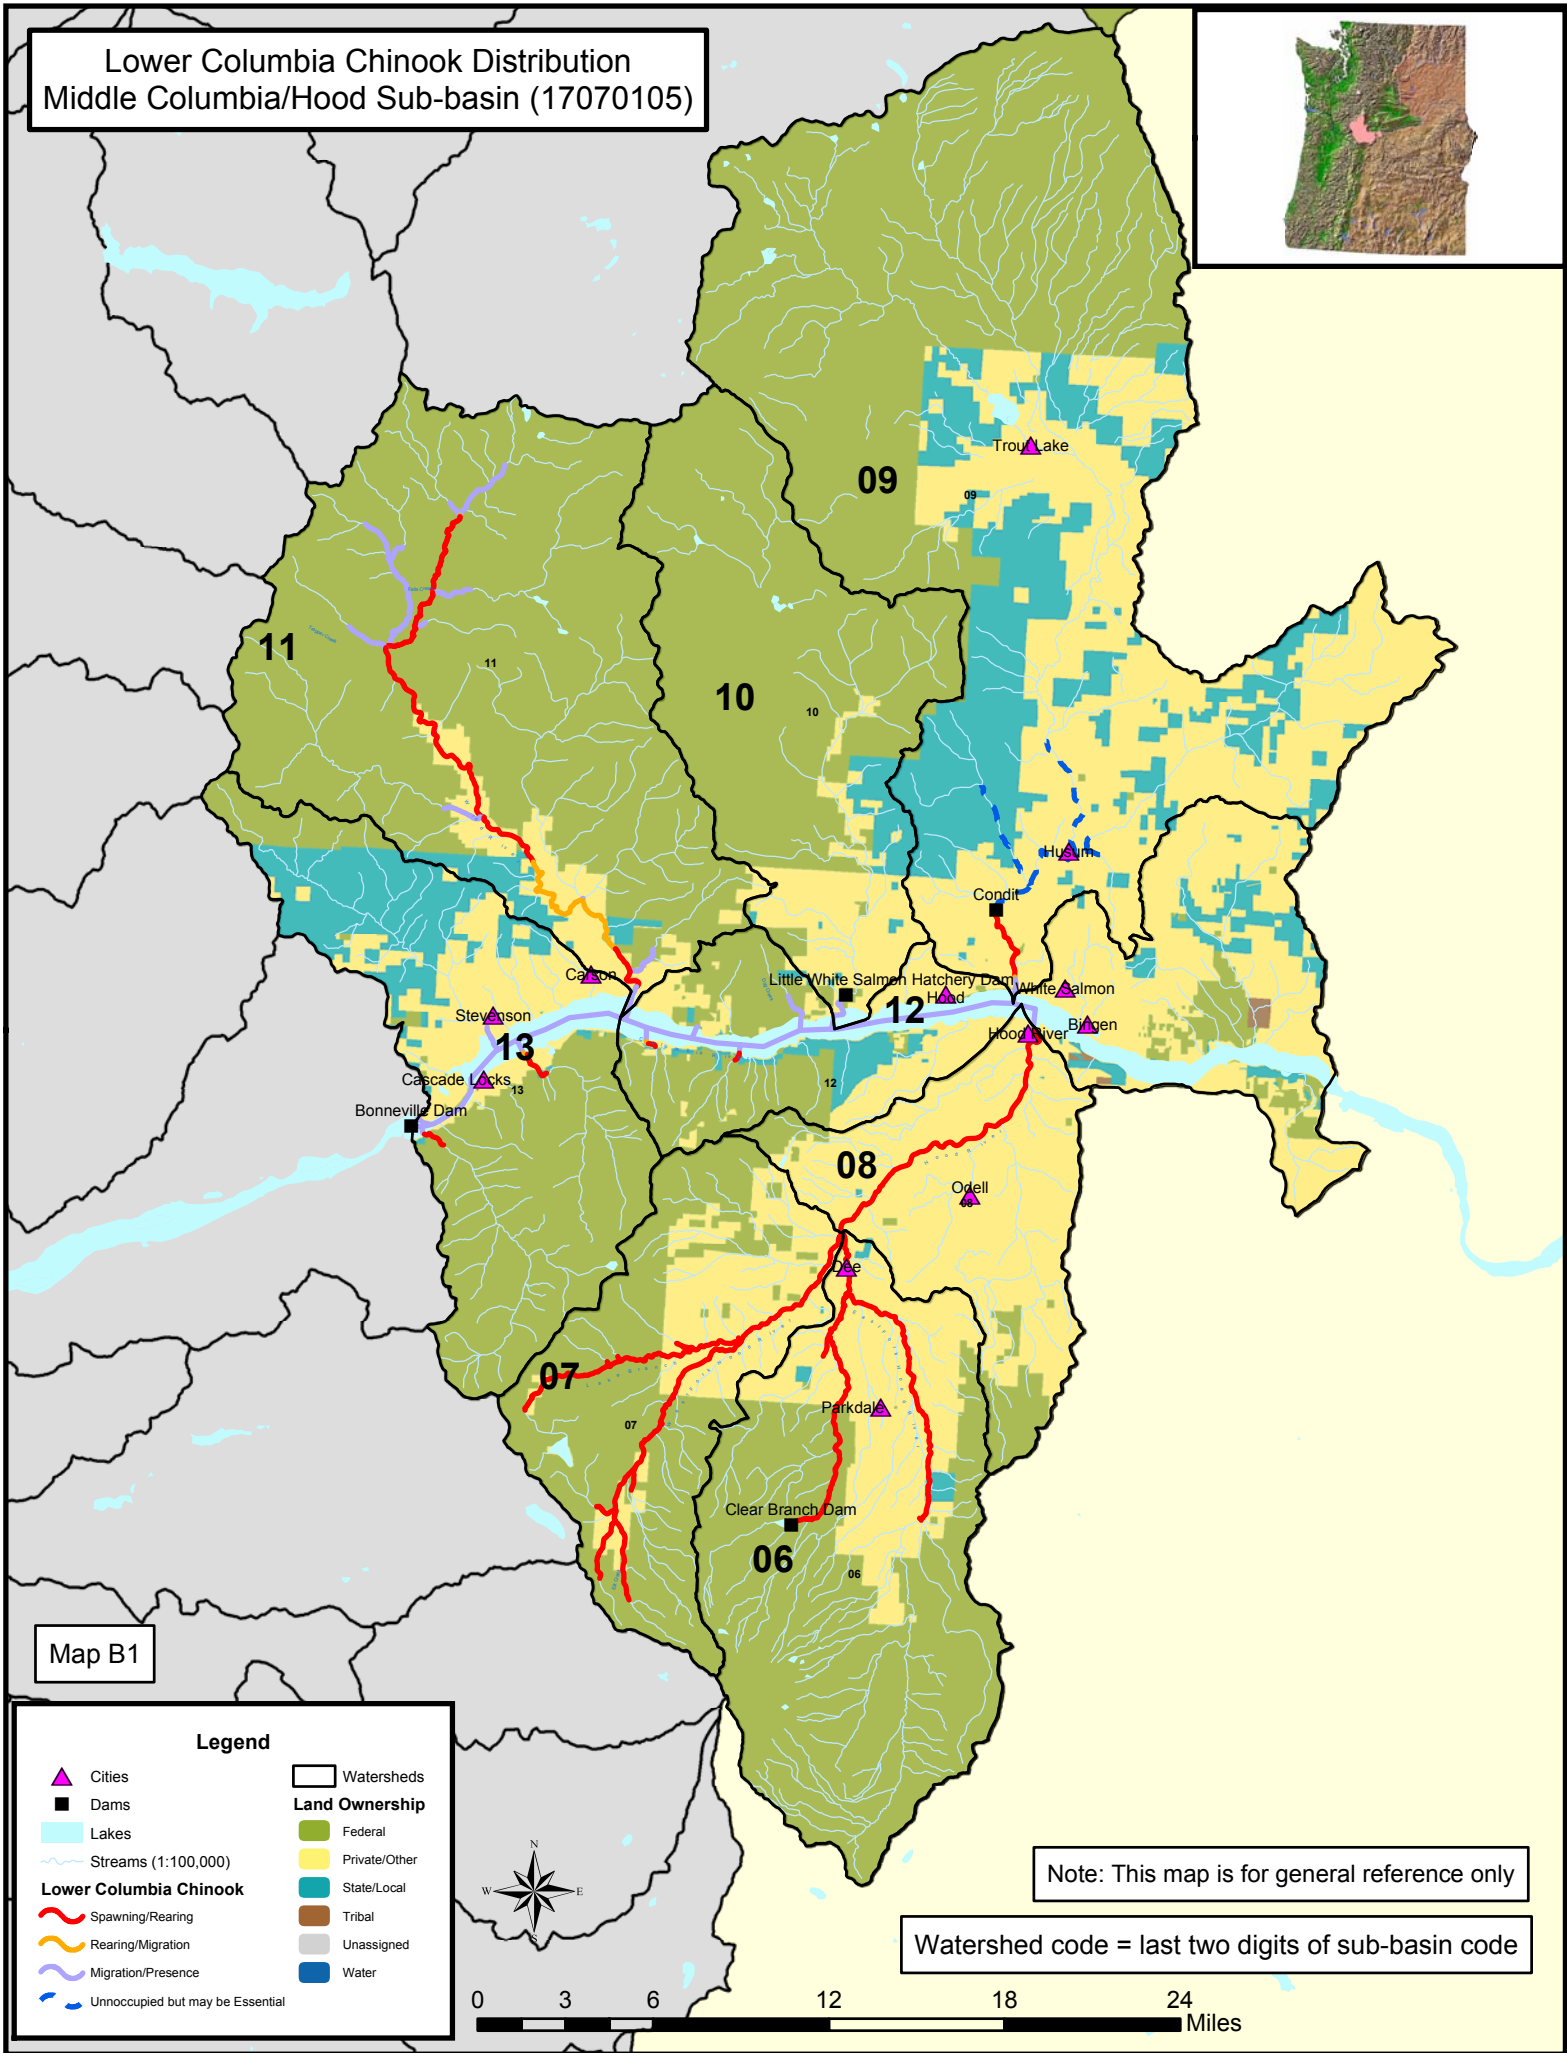 Lower Columbia Chinook Distribution
Middle Columbia/Hood Sub-basin (17070105)
Trout Lake
09
09
11
11
10
10
Husum
Condit
Carson
Little White Salmon Hatchery Dam
Hood
White Salmon
12
Stevenson
Hood River
Bingen
13
Cascade Locks
13
12
Bonneville Dam
08
Odell
08
Dee
07
Parkdale
07
Clear Branch Dam
06
06
Map B1
Legend
Cities
Dams
Lakes
Streams (1:100,000)
Lower Columbia Chinook
Spawning/Rearing
Rearing/Migration
Migration/Presence
Unnoccupied but may be Essential
Watersheds
Land Ownership
Federal
Private/Other
State/Local
Tribal
Unassigned
Water
N
W
E
S
Note: This map is for general reference only
Watershed code = last two digits of sub-basin code
0 3 6 12 18 24
Miles